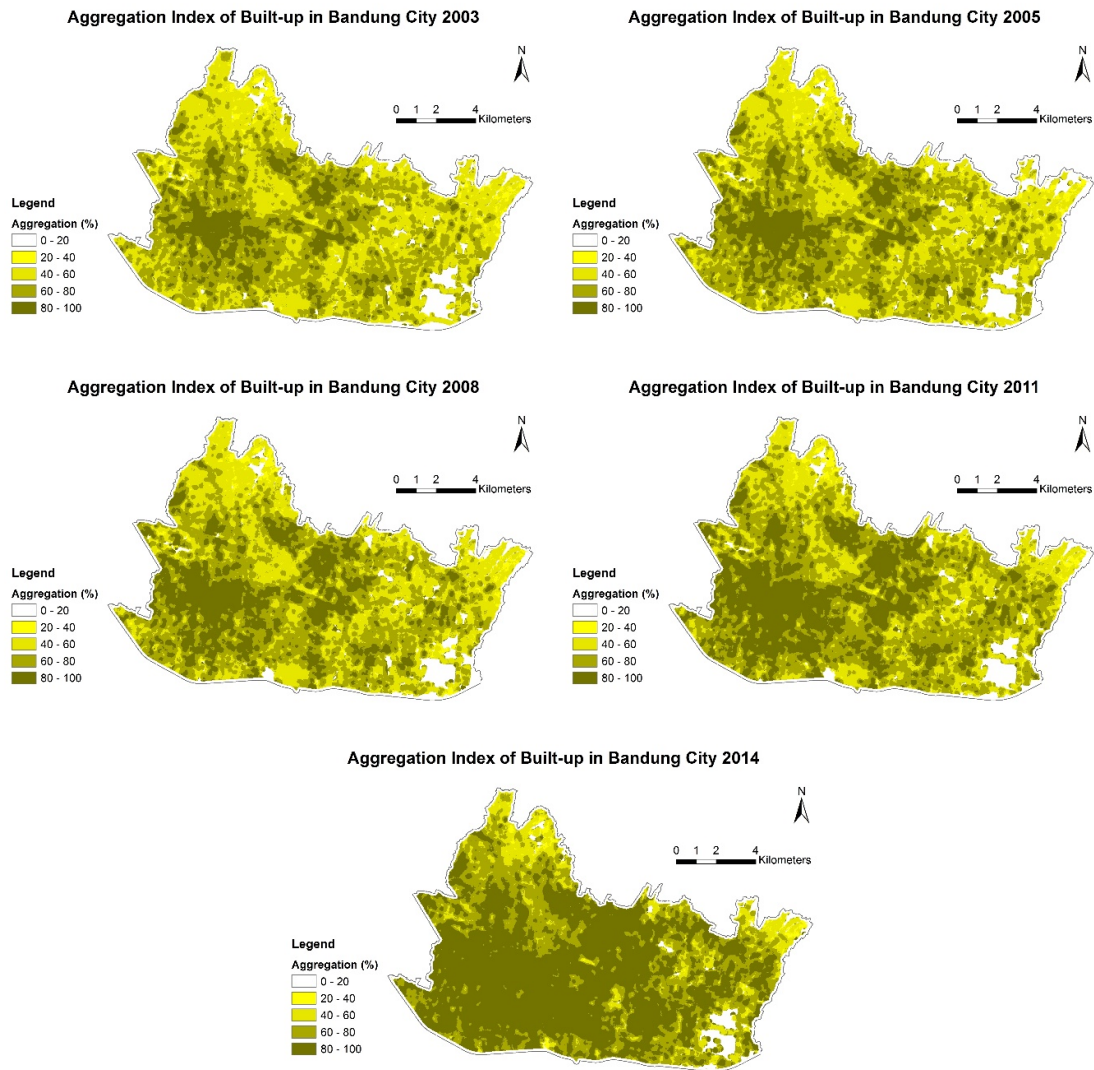 Aggregation Index of Built-up in Bandung City 2003
N
0 1 2 4
Kilometers
Legend
Aggregation (%)
0 - 20
20 - 40
40 - 60
60 - 80
80 - 100
Aggregation Index of Built-up in Bandung City 2005
N
0 1 2 4
Kilometers
Legend
Aggregation (%)
0 - 20
20 - 40
40 - 60
60 - 80
80 - 100
Aggregation Index of Built-up in Bandung City 2008
N
0 1 2 4
Kilometers
Legend
Aggregation (%)
0 - 20
20 - 40
40 - 60
60 - 80
80 - 100
Aggregation Index of Built-up in Bandung City 2011
N
0 1 2 4
Kilometers
Legend
Aggregation (%)
0 - 20
20 - 40
40 - 60
60 - 80
80 - 100
Aggregation Index of Built-up in Bandung City 2014
N
0 1 2 4
Kilometers
Legend
Aggregation (%)
0 - 20
20 - 40
40 - 60
60 - 80
80 - 100